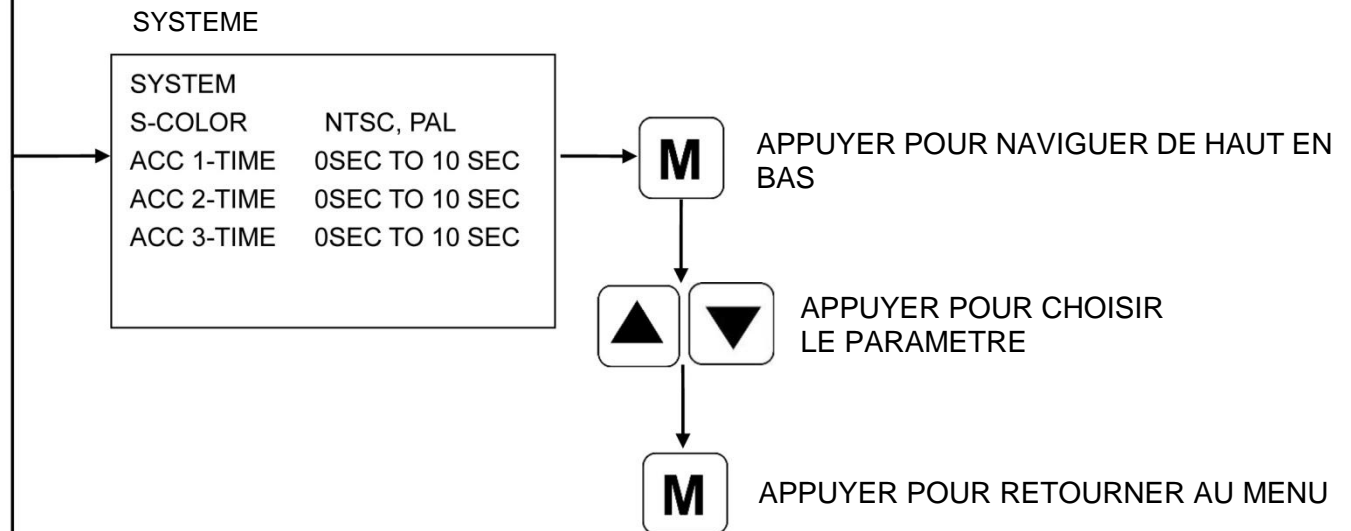 SYSTEME
SYSTEM
S-COLOR NTSC, PAL
ACC 1-TIME 0SEC TO 10 SEC
ACC 2-TIME 0SEC TO 10 SEC
ACC 3-TIME 0SEC TO 10 SEC
M
APPUYER POUR NAVIGUER DE HAUT EN
BAS
APPUYER POUR CHOISIR
LE PARAMETRE
M
APPUYER POUR RETOURNER AU MENU